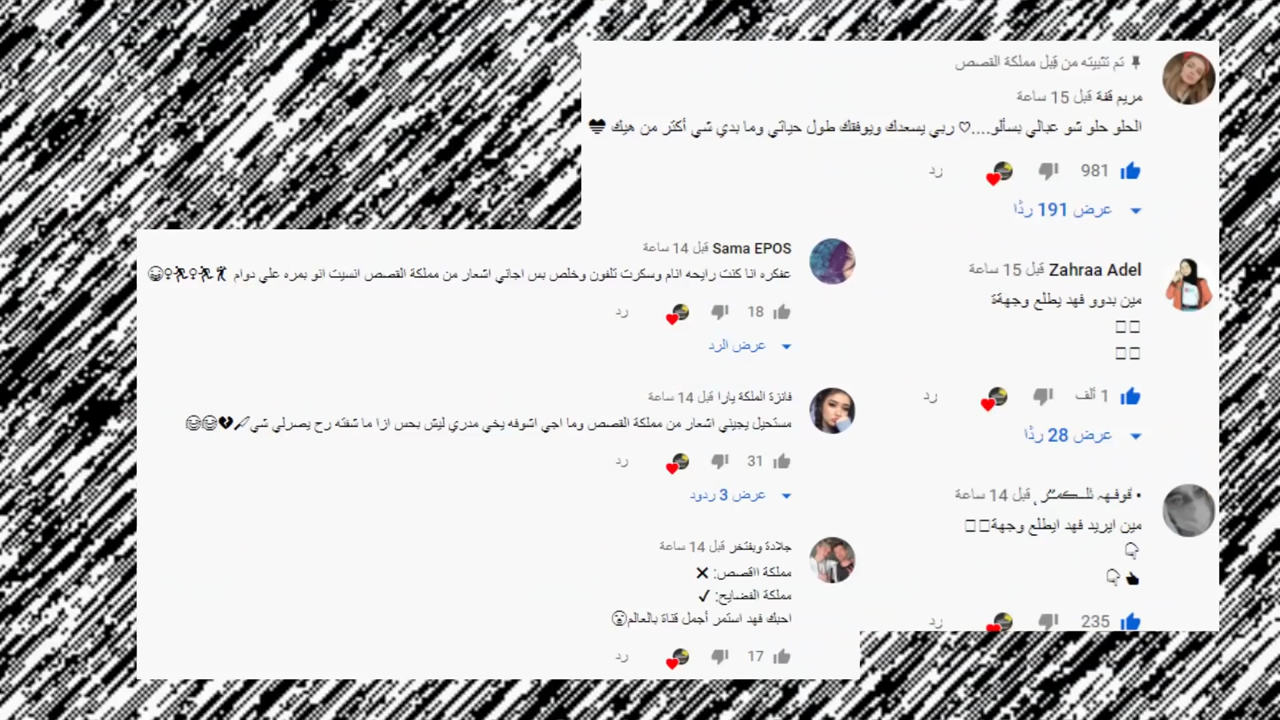 تم تثبيته من قِبل مملكة القصص
مريم قفة قبل 15 ساعة
الحلو حلو شو عبالي بسألو....♡ ربي يسعدك ويوفقتك طول حياتي وما بدي شي أكتر من هيك 🖤
981
رد
عرض 191 ردًا
Zahraa Adel قبل 15 ساعة
مين بدوو فهد يطلع وجهةة
1 ألف
رد
عرض 28 ردًا
قبل 14 ساعة
مين ايريد فهد ايطلع وجهة
👇
👇👍
235
رد
Sama EPOS قبل 14 ساعة
عفكره انا كنت رايحه انام وسكرت تلفون وخلص بس اجاتي اشعار من مملكة القصص انسيت انو بمره علي دوام
18
رد
عرض الرد
فائزة الملكة يارا قبل 14 ساعة
مستحيل يجيني اشعار من مملكة القصص وما اجي اشوفه يخي مدري ليش بحس ازا ما شفته رح يصرلي شي
31
رد
عرض 3 ردود
جلادة وبفتخر قبل 14 ساعة
مملكة ااقصص: ❌
مملكة الفضايح: ✔
احبك فهد استمر أجمل قناة بالعالم😮
17
رد